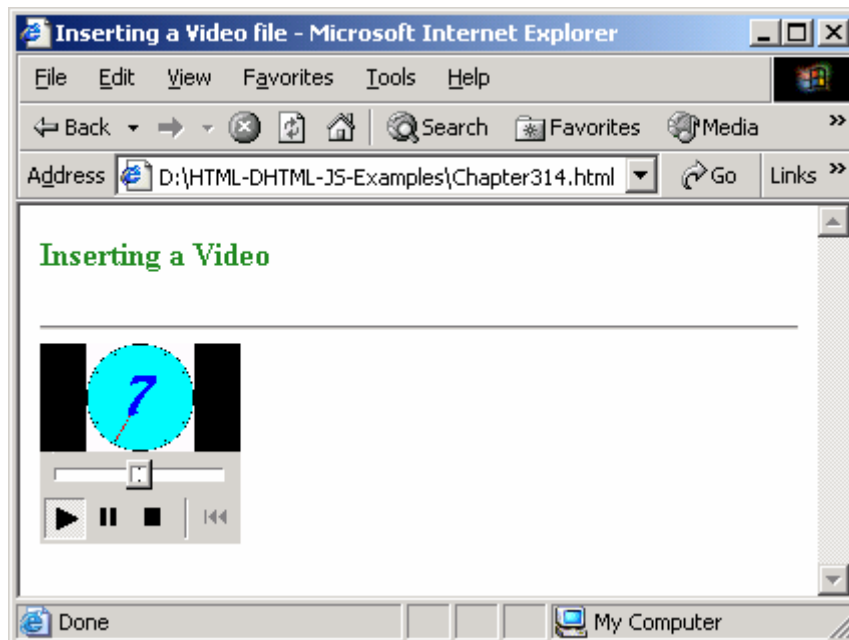 Inserting a Video file - Microsoft Internet Explorer
File Edit View Favorites Tools Help
Back Search Favorites Media »
Address D:\HTML-DHTML-JS-Examples\Chapter314.html Go Links »
Inserting a Video
7
Done My Computer